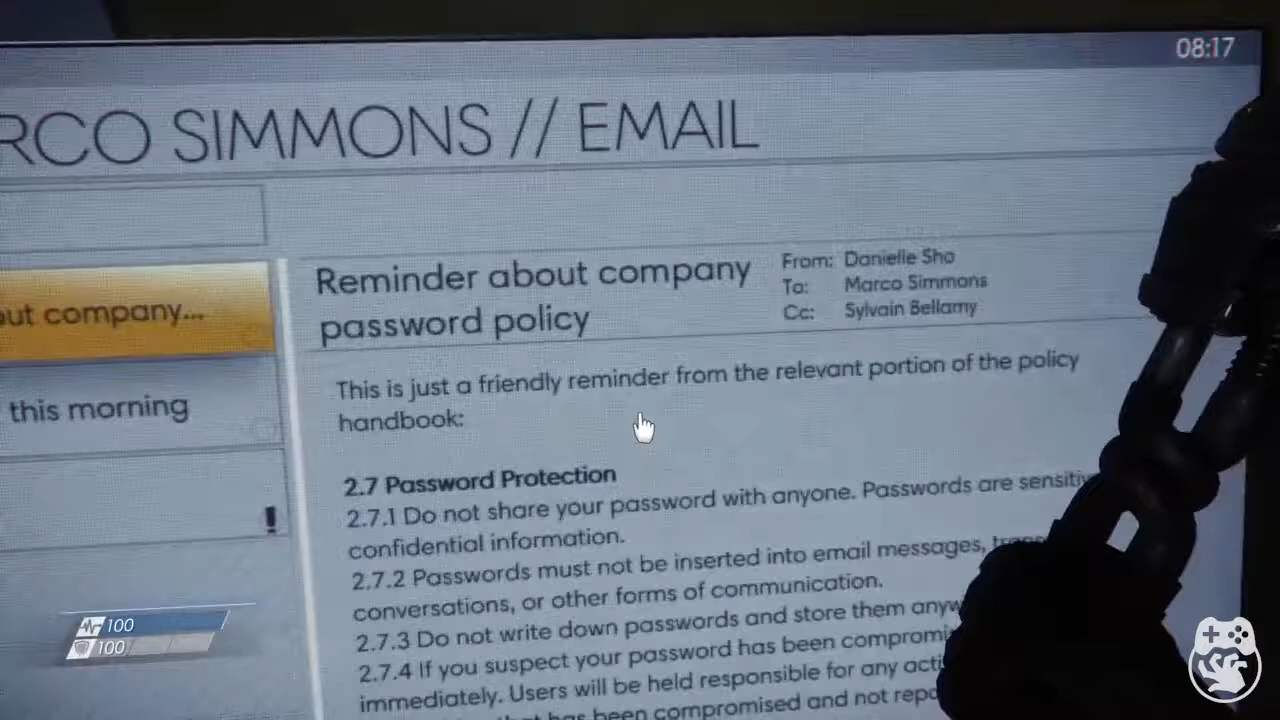 08:17
RCO SIMMONS // EMAIL
Reminder about company
password policy
From: Danielle Sho
To: Marco Simmons
Cc: Sylvain Bellamy
out company...
this morning
!
This is just a friendly reminder from the relevant portion of the policy
handbook:
2.7 Password Protection
2.7.1 Do not share your password with anyone. Passwords are sensitiv
confidential information.
2.7.2 Passwords must not be inserted into email messages,
conversations, or other forms of communication.
2.7.3 Do not write down passwords and store them anyw
2.7.4 If you suspect your password has been compromi
immediately. Users will be held responsible for any acti
has been compromised and not repo
100
100